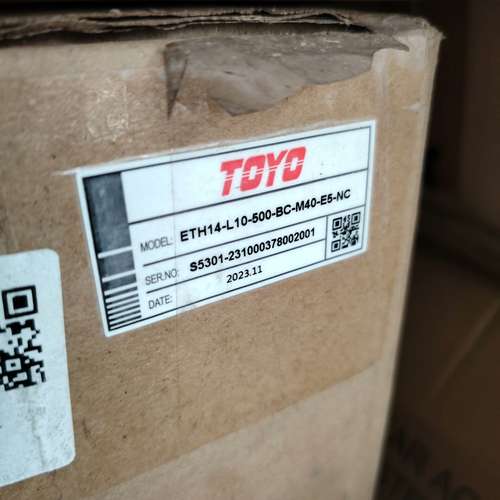 TOYO
MODEL: ETH14-L10-500-BC-M40-E5-NC
SER.NO: S5301-231000378002001
DATE: 2023.11